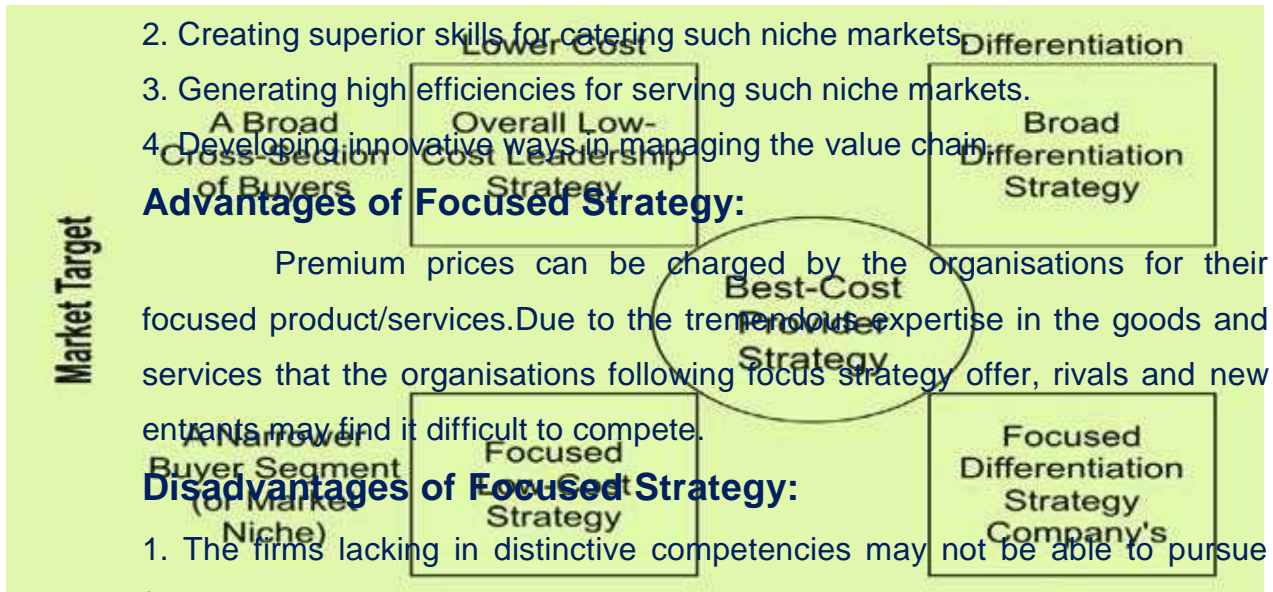 2. Creating superior skills for catering such niche markets.
3. Generating high efficiencies for serving such niche markets.
4. Developing innovative ways in managing the value chain.
Advantages of Focused Strategy:
Premium prices can be charged by the organisations for their
focused product/services.Due to the tremendous expertise in the goods and
services that the organisations following focus strategy offer, rivals and new
entrants may find it difficult to compete.
Disadvantages of Focused Strategy:
1. The firms lacking in distinctive competencies may not be able to pursue
Market Target
Lower Cost
Differentiation
A Broad
Cross-Section
of Buyers
Overall Low-
Cost Leadership
Strategy
Broad
Differentiation
Strategy
Best-Cost
Provider
Strategy
A Narrower
Buyer Segment
(or Market
Niche)
Focused
Low-Cost
Strategy
Focused
Differentiation
Strategy
Company's